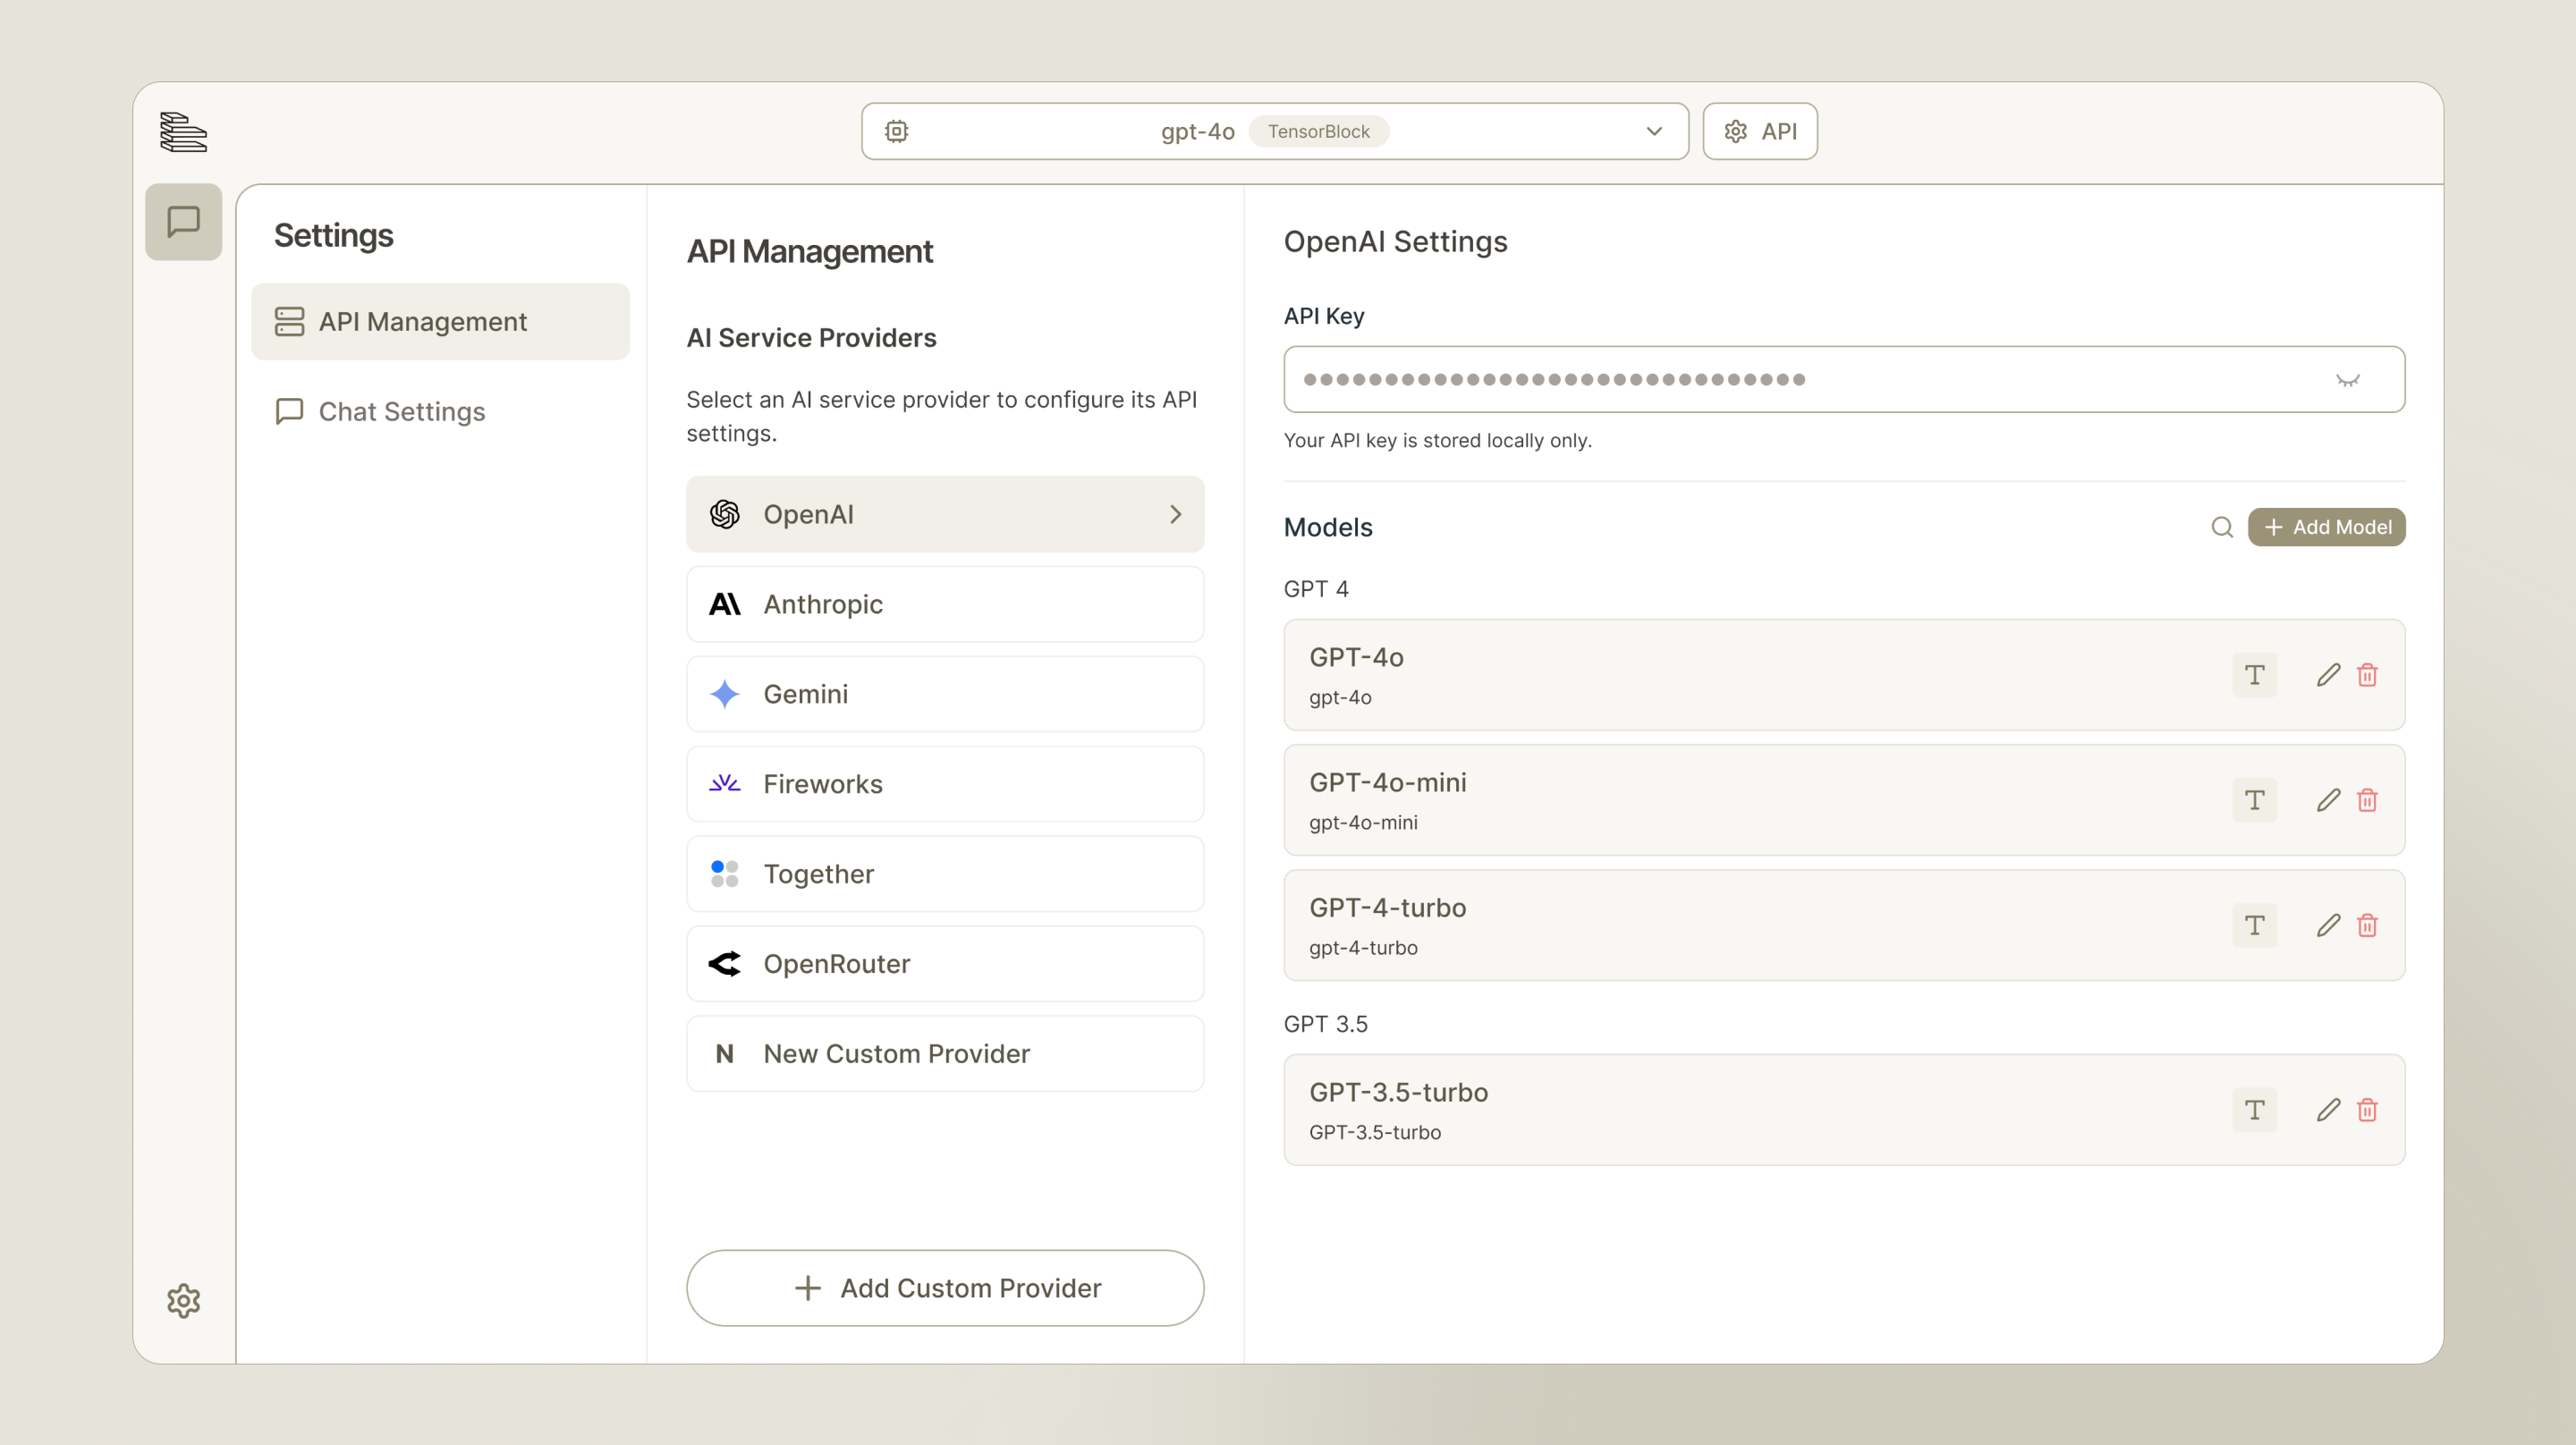 gpt-4o TensorBlock
API
Settings
API Management
Chat Settings
API Management
AI Service Providers
Select an AI service provider to configure its API
settings.
OpenAI
Anthropic
Gemini
Fireworks
Together
OpenRouter
N New Custom Provider
Add Custom Provider
OpenAI Settings
API Key
Your API key is stored locally only.
Models
Add Model
GPT 4
GPT-4o
gpt-4o
GPT-4o-mini
gpt-4o-mini
GPT-4-turbo
gpt-4-turbo
GPT 3.5
GPT-3.5-turbo
GPT-3.5-turbo